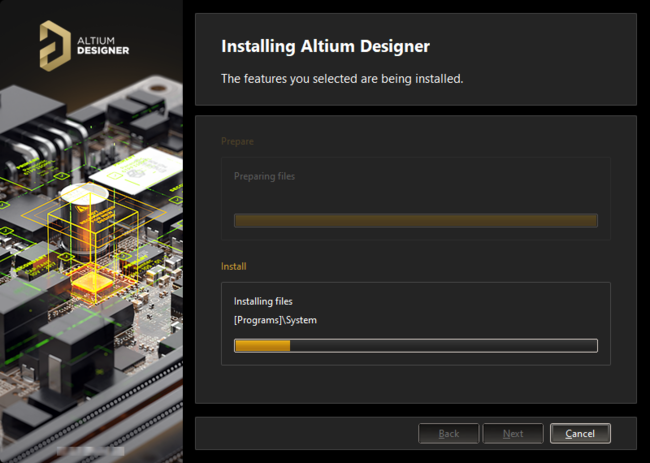 ALTIUM
DESIGNER
Installing Altium Designer
The features you selected are being installed.
Prepare
Preparing files
Install
Installing files
[Programs]\System
Back
Next
Cancel